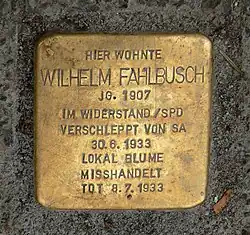 HIER WOHNTE
WILHELM FAHLBUSCH
JG. 1907
IM WIDERSTAND/SPD
VERSCHLEPPT VON SA
30.6.1933
LOKAL BLUME
MISSHANDELT
TOT 8.7.1933